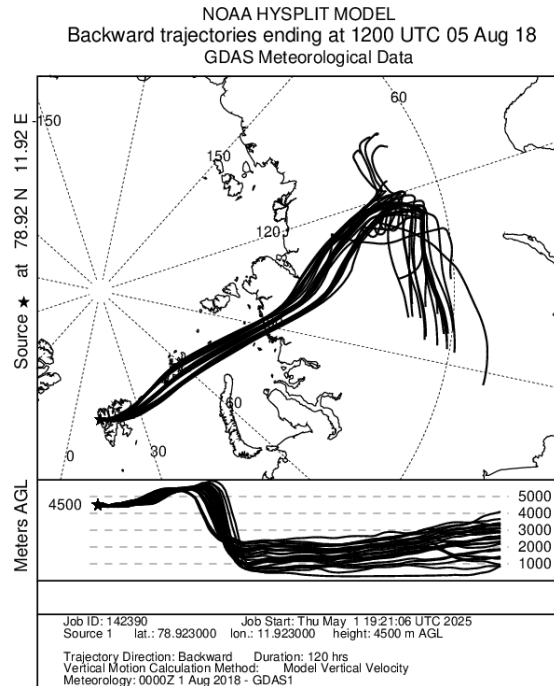 NOAA HYSPLIT MODEL
Backward trajectories ending at 1200 UTC 05 Aug 18
GDAS Meteorological Data
Source ★ at 78.92 N 11.92 E
-150
60
150
120
60
0
30
Meters AGL
4500
5000
4000
3000
2000
1000
Job ID: 142390 Job Start: Thu May 1 19:21:06 UTC 2025
Source 1 lat.: 78.923000 lon.: 11.923000 height: 4500 m AGL
Trajectory Direction: Backward Duration: 120 hrs
Vertical Motion Calculation Method: Model Vertical Velocity
Meteorology: 0000Z 1 Aug 2018 - GDAS1